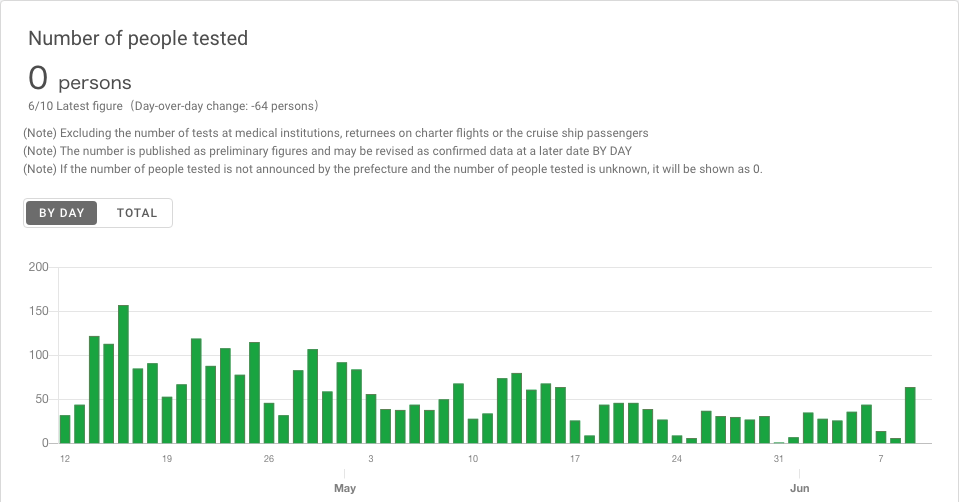 Number of people tested
0 persons
6/10 Latest figure（Day-over-day change: -64 persons）
(Note) Excluding the number of tests at medical institutions, returnees on charter flights or the cruise ship passengers
(Note) The number is published as preliminary figures and may be revised as confirmed data at a later date BY DAY
(Note) If the number of people tested is not announced by the prefecture and the number of people tested is unknown, it will be shown as 0.
BY DAY TOTAL
200
150
100
50
0
12 19 26 3 10 17 24 31 7
May Jun